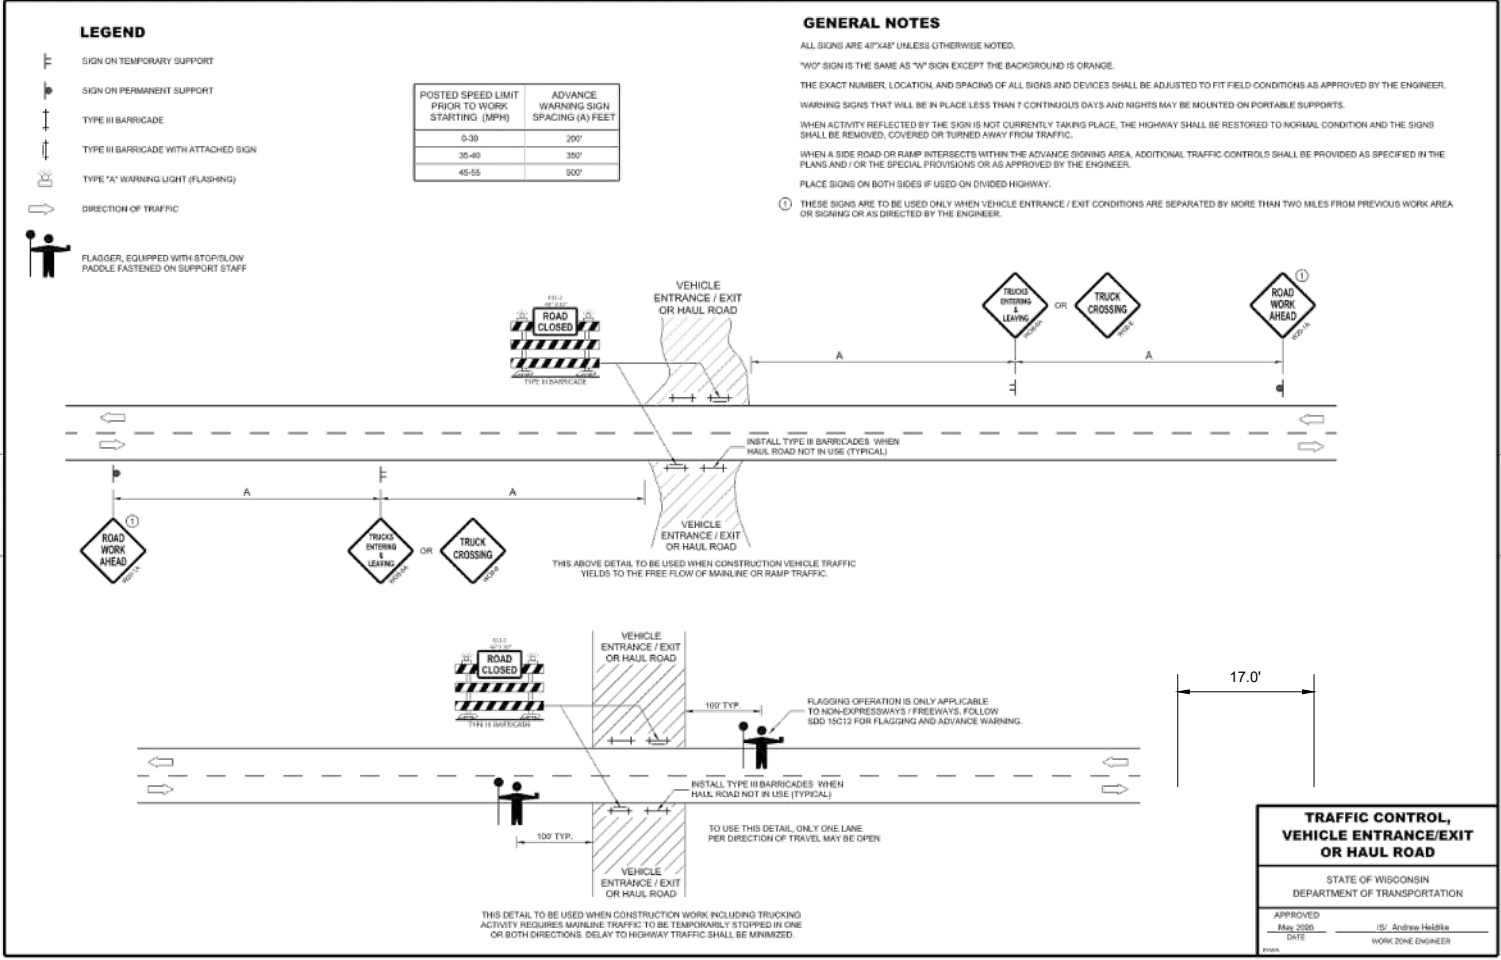 LEGEND
SIGN ON TEMPORARY SUPPORT
SIGN ON PERMANENT SUPPORT
TYPE III BARRICADE
TYPE III BARRICADE WITH ATTACHED SIGN
TYPE "A" WARNING LIGHT (FLASHING)
DIRECTION OF TRAFFIC
FLAGGER, EQUIPPED WITH STOP/SLOW
PADDLE FASTENED ON SUPPORT STAFF
POSTED SPEED LIMIT
PRIOR TO WORK
STARTING (MPH)
ADVANCE
WARNING SIGN
SPACING (A) FEET
0-30
200'
35-40
350'
45-55
500'
GENERAL NOTES
ALL SIGNS ARE 48"X48" UNLESS OTHERWISE NOTED.
"WO" SIGN IS THE SAME AS "W" SIGN EXCEPT THE BACKGROUND IS ORANGE.
THE EXACT NUMBER, LOCATION, AND SPACING OF ALL SIGNS AND DEVICES SHALL BE ADJUSTED TO FIT FIELD CONDITIONS AS APPROVED BY THE ENGINEER.
WARNING SIGNS THAT WILL BE IN PLACE LESS THAN 7 CONTINUOUS DAYS AND NIGHTS MAY BE MOUNTED ON PORTABLE SUPPORTS.
WHEN ACTIVITY REFLECTED BY THE SIGN IS NOT CURRENTLY TAKING PLACE, THE HIGHWAY SHALL BE RESTORED TO NORMAL CONDITION AND THE SIGNS
SHALL BE REMOVED, COVERED OR TURNED AWAY FROM TRAFFIC.
WHEN A SIDE ROAD OR RAMP INTERSECTS WITHIN THE ADVANCE SIGNING AREA, ADDITIONAL TRAFFIC CONTROLS SHALL BE PROVIDED AS SPECIFIED IN THE
PLANS AND / OR THE SPECIAL PROVISIONS OR AS APPROVED BY THE ENGINEER.
PLACE SIGNS ON BOTH SIDES IF USED ON DIVIDED HIGHWAY.
1 THESE SIGNS ARE TO BE USED ONLY WHEN VEHICLE ENTRANCE / EXIT CONDITIONS ARE SEPARATED BY MORE THAN TWO MILES FROM PREVIOUS WORK AREA
OR SIGNING OR AS DIRECTED BY THE ENGINEER.
R11-2
ROAD
CLOSED
TYPE III BARRICADE
VEHICLE
ENTRANCE / EXIT
OR HAUL ROAD
TRUCKS
ENTERING
&
LEAVING
OR
TRUCK
CROSSING
WO8-6
1
ROAD
WORK
AHEAD
W20-1A
A
A
INSTALL TYPE III BARRICADES WHEN
HAUL ROAD NOT IN USE (TYPICAL)
A
A
1
ROAD
WORK
AHEAD
W20-1A
TRUCKS
ENTERING
&
LEAVING
OR
TRUCK
CROSSING
WO8-6
VEHICLE
ENTRANCE / EXIT
OR HAUL ROAD
THIS ABOVE DETAIL TO BE USED WHEN CONSTRUCTION VEHICLE TRAFFIC
YIELDS TO THE FREE FLOW OF MAINLINE OR RAMP TRAFFIC.
R11-2
ROAD
CLOSED
TYPE III BARRICADE
VEHICLE
ENTRANCE / EXIT
OR HAUL ROAD
100' TYP.
FLAGGING OPERATION IS ONLY APPLICABLE
TO NON-EXPRESSWAYS / FREEWAYS. FOLLOW
SDD 15C12 FOR FLAGGING AND ADVANCE WARNING.
17.0'
INSTALL TYPE III BARRICADES WHEN
HAUL ROAD NOT IN USE (TYPICAL)
100' TYP.
TO USE THIS DETAIL, ONLY ONE LANE
PER DIRECTION OF TRAVEL MAY BE OPEN
VEHICLE
ENTRANCE / EXIT
OR HAUL ROAD
THIS DETAIL TO BE USED WHEN CONSTRUCTION WORK INCLUDING TRUCKING
ACTIVITY REQUIRES MAINLINE TRAFFIC TO BE TEMPORARILY STOPPED IN ONE
OR BOTH DIRECTIONS. DELAY TO HIGHWAY TRAFFIC SHALL BE MINIMIZED.
TRAFFIC CONTROL,
VEHICLE ENTRANCE/EXIT
OR HAUL ROAD
STATE OF WISCONSIN
DEPARTMENT OF TRANSPORTATION
APPROVED
May 2020
DATE
/S/ Andrew Heidtke
WORK ZONE ENGINEER